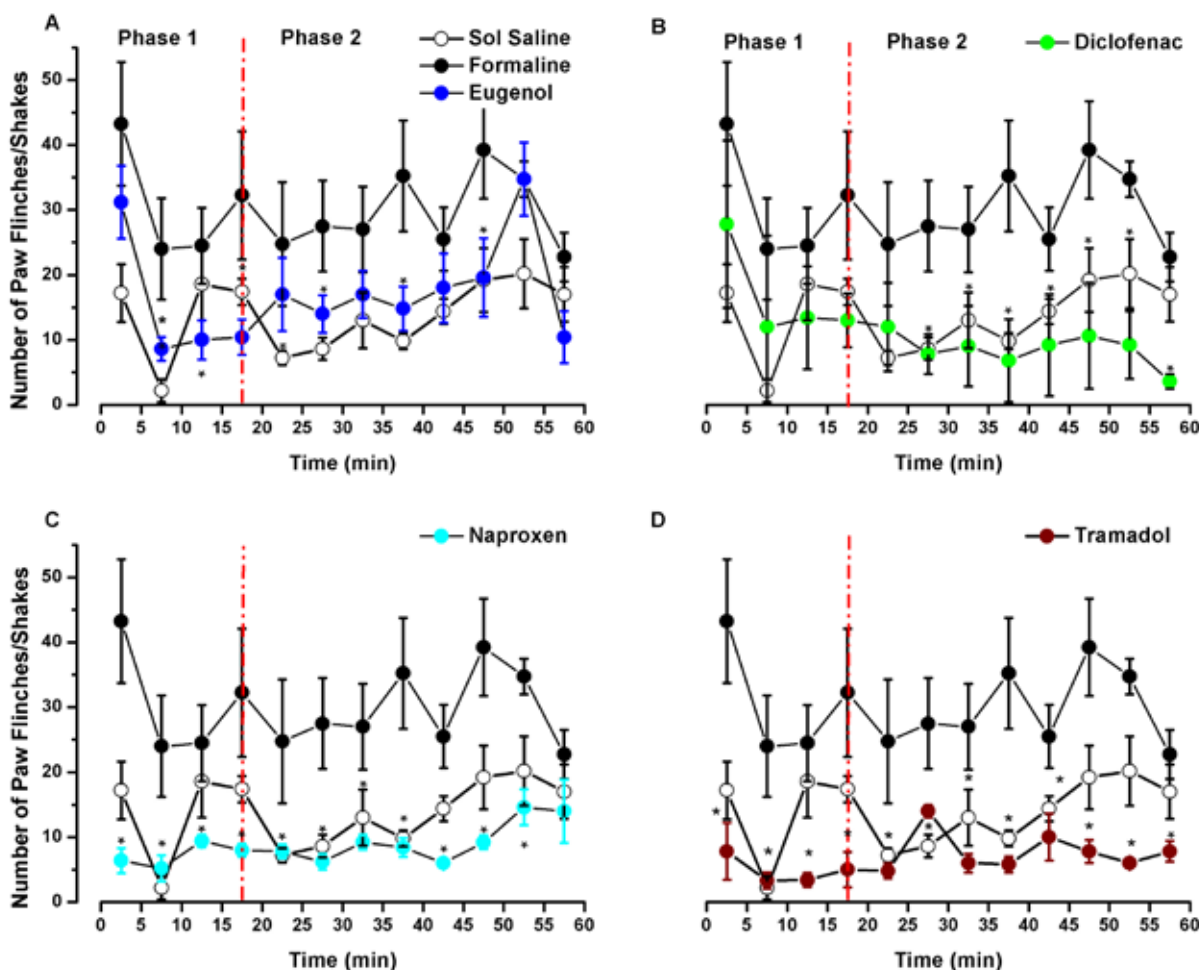 A
Phase 1 Phase 2
Sol Saline
Formaline
Eugenol
Number of Paw Flinches/Shakes
50
40
30
20
10
0
0 5 10 15 20 25 30 35 40 45 50 55 60
Time (min)
B
Phase 1 Phase 2
Diclofenac
0 5 10 15 20 25 30 35 40 45 50 55 60
Time (min)
C
Naproxen
Number of Paw Flinches/Shakes
50
40
30
20
10
0
0 5 10 15 20 25 30 35 40 45 50 55 60
Time (min)
D
Tramadol
0 5 10 15 20 25 30 35 40 45 50 55 60
Time (min)